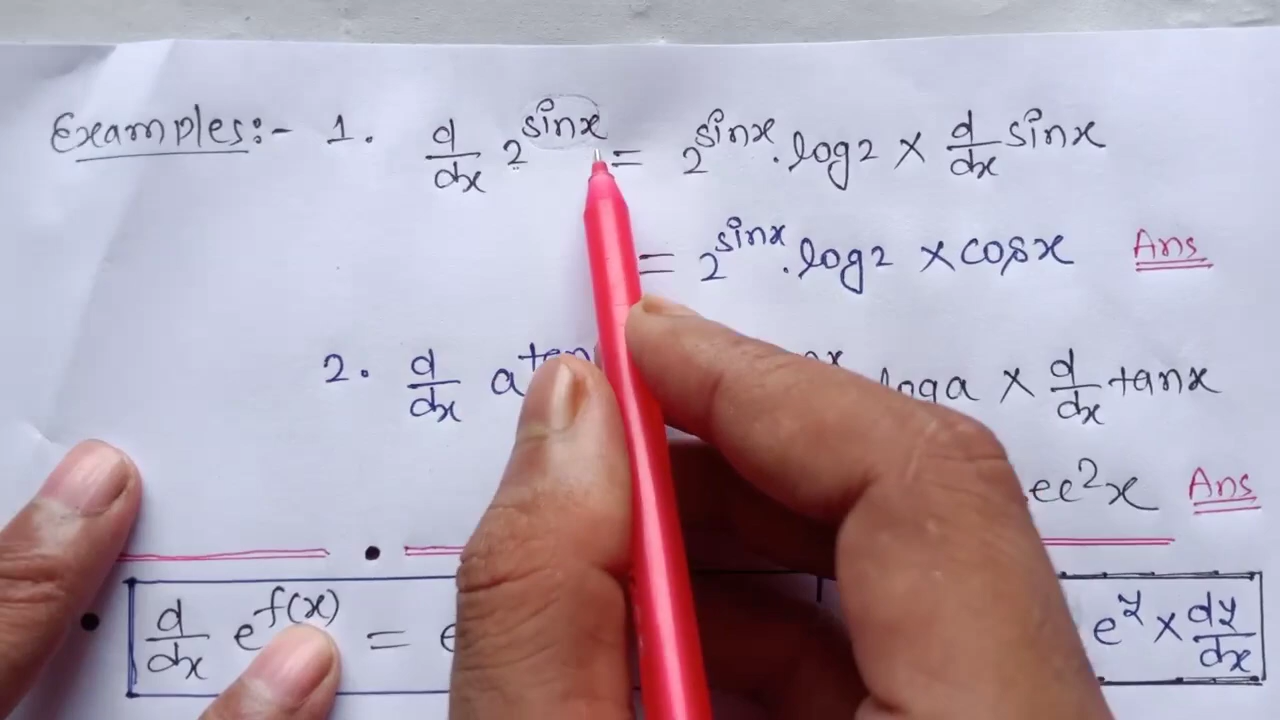 Examples:- 1. d/dx 2^sinx = 2^sinx . log2 × d/dx sinx
= 2^sinx . log2 × cosx Ans
2. d/dx a^tan loga × d/dx tanx
ec²x Ans
d/dx e^f(x) = e e^y × dy/dx